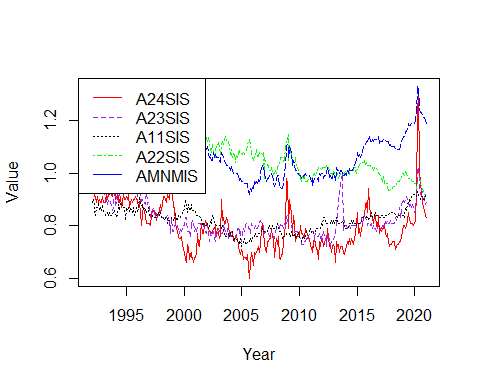 A24SIS
A23SIS
A11SIS
A22SIS
AMNMIS
Value
0.6 0.8 1.0 1.2
1995 2000 2005 2010 2015 2020
Year